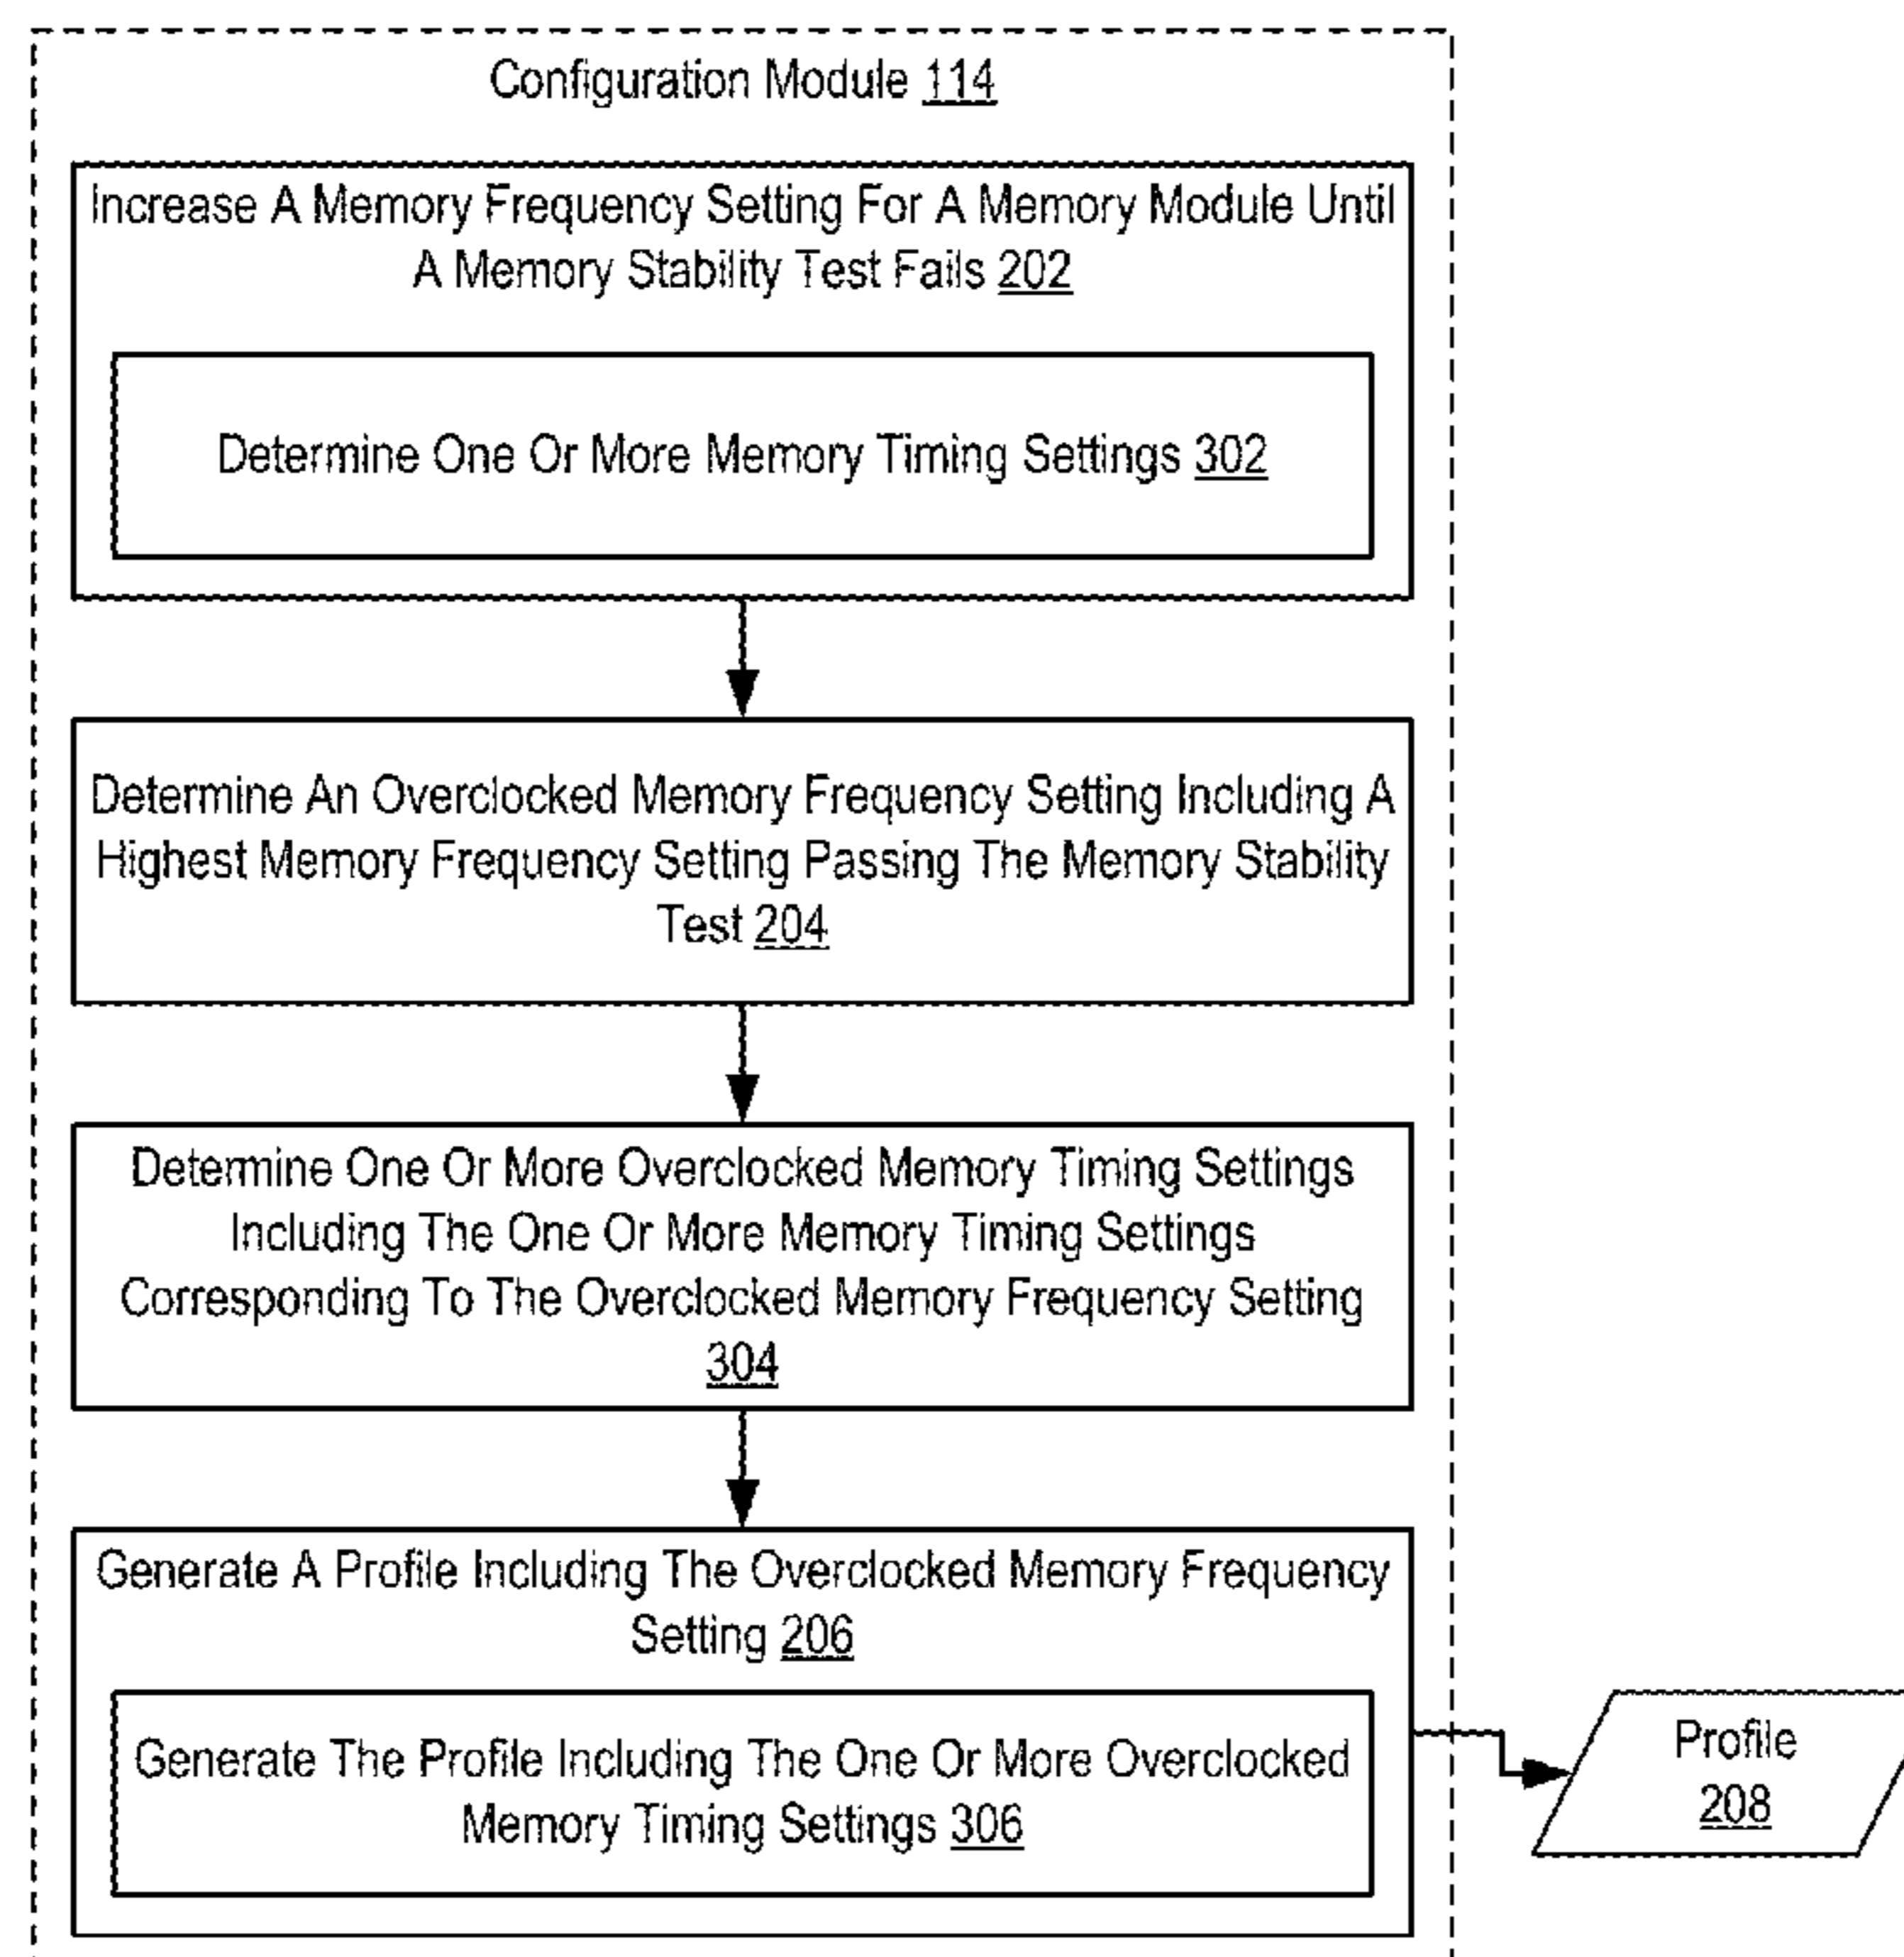 Configuration Module 114
Increase A Memory Frequency Setting For A Memory Module Until
A Memory Stability Test Fails 202
Determine One Or More Memory Timing Settings 302
Determine An Overclocked Memory Frequency Setting Including A
Highest Memory Frequency Setting Passing The Memory Stability
Test 204
Determine One Or More Overclocked Memory Timing Settings
Including The One Or More Memory Timing Settings
Corresponding To The Overclocked Memory Frequency Setting
304
Generate A Profile Including The Overclocked Memory Frequency
Setting 206
Generate The Profile Including The One Or More Overclocked
Memory Timing Settings 306
Profile
208